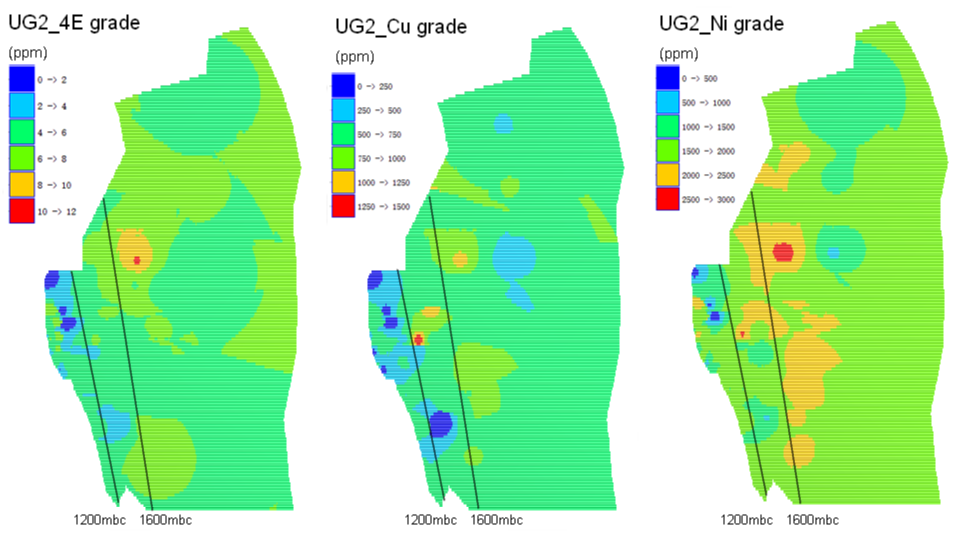 UG2_4E grade
(ppm)
0 -> 2
2 -> 4
4 -> 6
6 -> 8
8 -> 10
10 -> 12
1200mbc 1600mbc
UG2_Cu grade
(ppm)
0 -> 250
250 -> 500
500 -> 750
750 -> 1000
1000 -> 1250
1250 -> 1500
1200mbc 1600mbc
UG2_Ni grade
(ppm)
0 -> 500
500 -> 1000
1000 -> 1500
1500 -> 2000
2000 -> 2500
2500 -> 3000
1200mbc 1600mbc